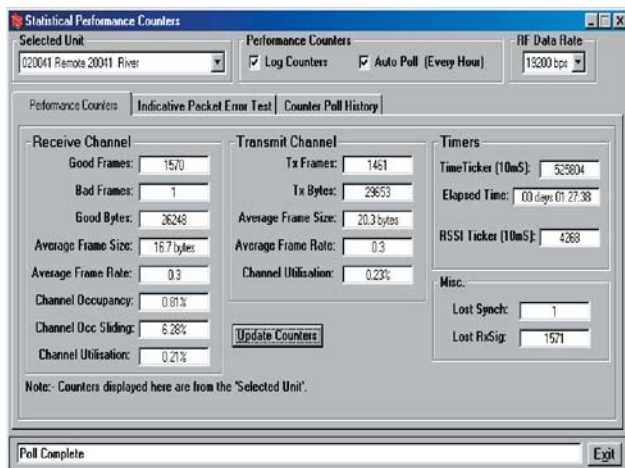 Statistical Performance Counters
Selected Unit
020041 Remote 20041 River
Performance Counters
Log Counters
Auto Poll (Every Hour)
RF Data Rate
19200 bps
Performance Counters
Indicative Packet Error Test
Counter Poll History
Receive Channel
Good Frames: 1570
Bad Frames: 1
Good Bytes: 26248
Average Frame Size: 16.7 bytes
Average Frame Rate: 0.3
Channel Occupancy: 0.81%
Channel Occ Sliding: 6.28%
Channel Utilisation: 0.21%
Transmit Channel
Tx Frames: 1461
Tx Bytes: 29653
Average Frame Size: 20.3 bytes
Average Frame Rate: 0.3
Channel Utilisation: 0.23%
Update Counters
Timers
TimeTicker (10mS): 525804
Elapsed Time: 00 days 01:27:38
RSSI Ticker (10mS): 4268
Misc.
Lost Synch: 1
Lost RxSig: 1571
Note:- Counters displayed here are from the 'Selected Unit'.
Poll Complete
Exit